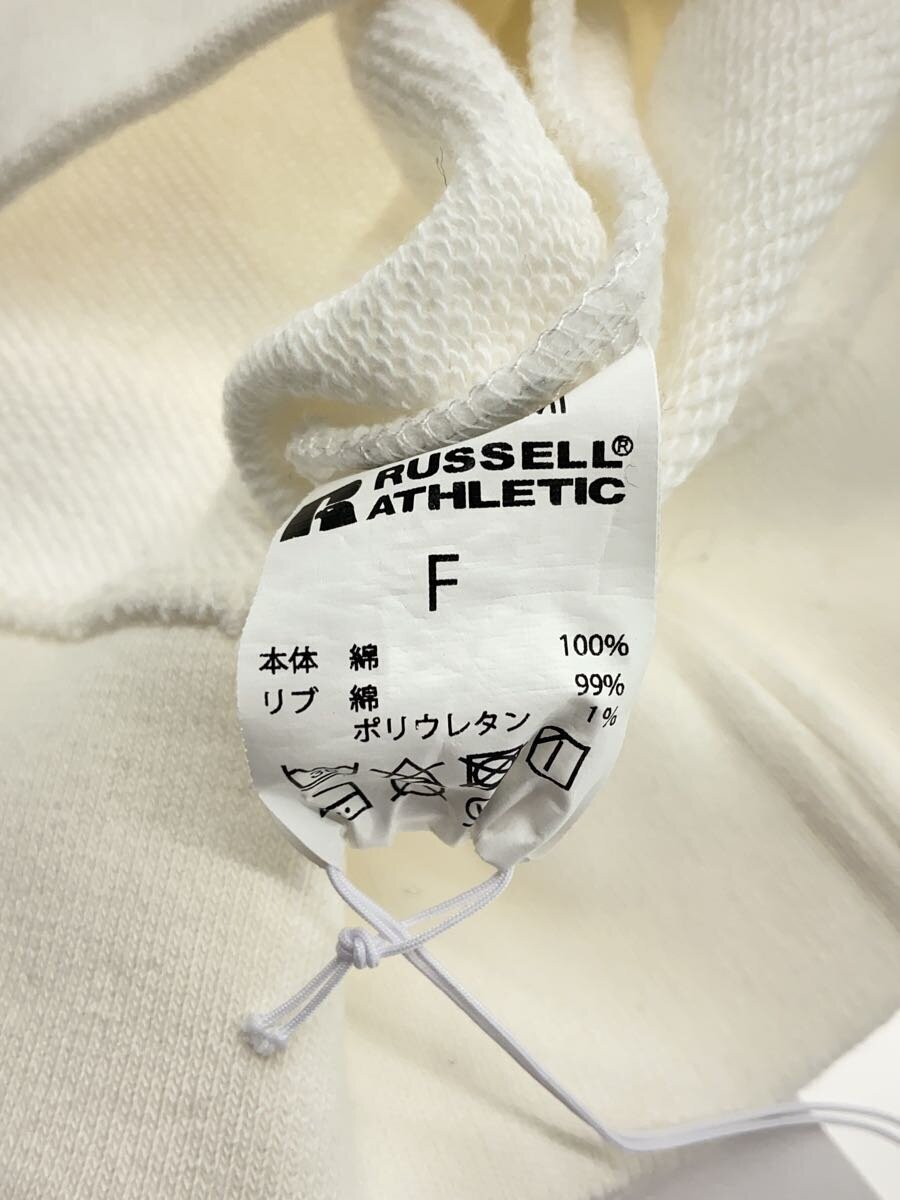 RUSSELL®
ATHLETIC
F
本体 綿 100%
リブ 綿 99%
ポリウレタン 1%